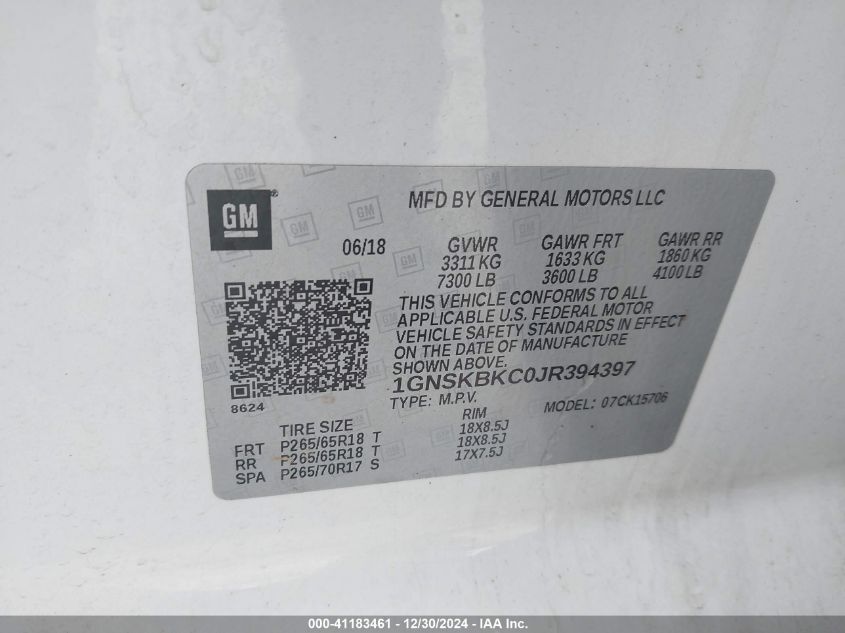 GM
MFD BY GENERAL MOTORS LLC
06/18
GVWR GAWR FRT GAWR RR
3311 KG 1633 KG 1860 KG
7300 LB 3600 LB 4100 LB
THIS VEHICLE CONFORMS TO ALL
APPLICABLE U.S. FEDERAL MOTOR
VEHICLE SAFETY STANDARDS IN EFFECT
ON THE DATE OF MANUFACTURE
SHOWN ABOVE.
1GNSKBKC0JR394397
8624
TYPE: M.P.V. MODEL: 07CK15706
TIRE SIZE RIM
FRT P265/65R18 T 18X8.5J
RR P265/65R18 T 18X8.5J
SPA P265/70R17 S 17X7.5J
000-41183461 - 12/30/2024 - IAA Inc.